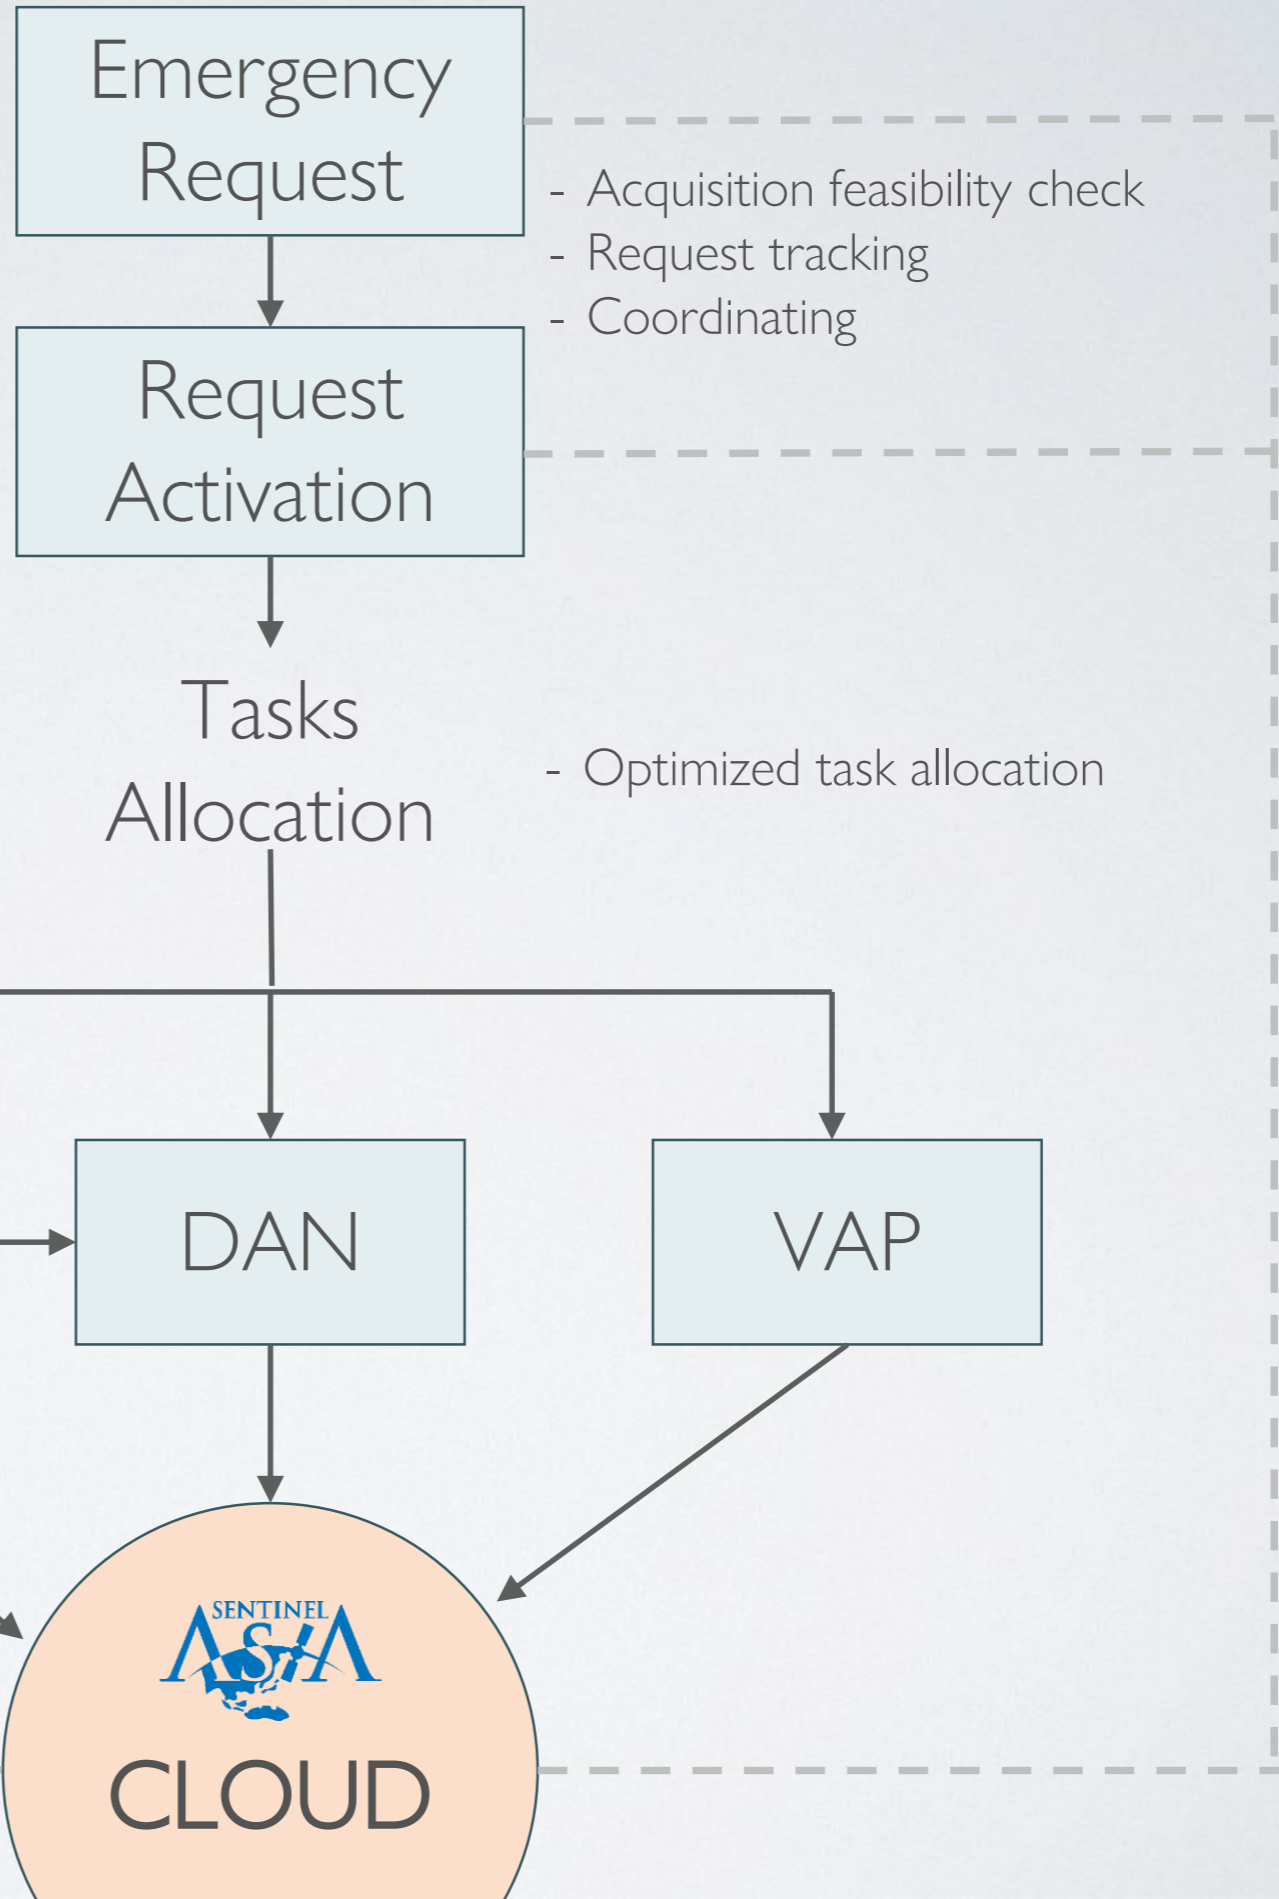 Emergency
Request
- Acquisition feasibility check
- Request tracking
- Coordinating
Request
Activation
Tasks
Allocation
- Optimized task allocation
DAN
VAP
SENTINEL
ASIA
CLOUD